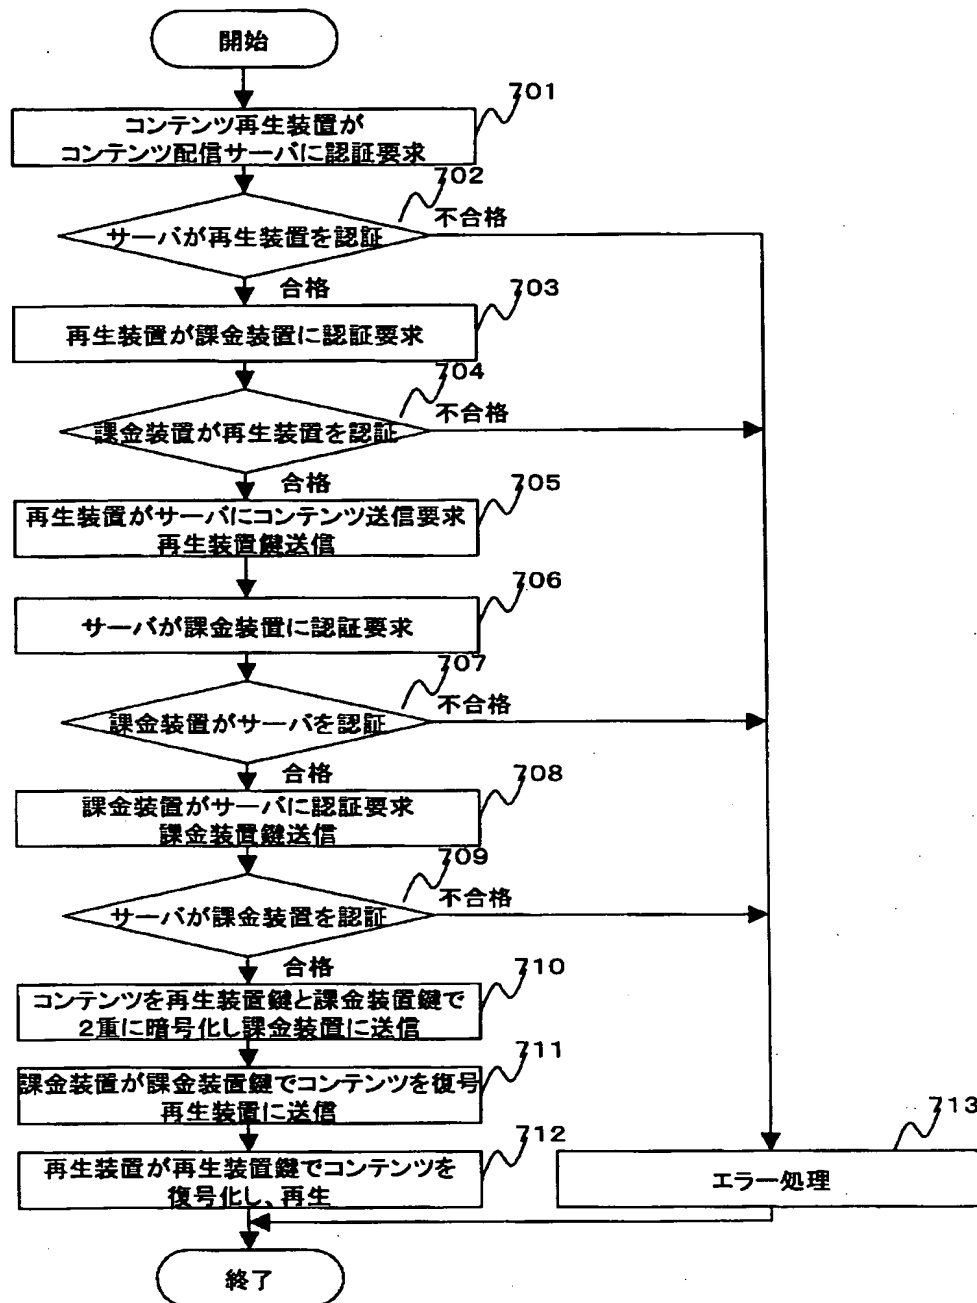 開始
701
コンテンツ再生装置が
コンテンツ配信サーバに認証要求
702
不合格
サーバが再生装置を認証
合格
703
再生装置が課金装置に認証要求
704
不合格
課金装置が再生装置を認証
合格
705
再生装置がサーバにコンテンツ送信要求
再生装置鍵送信
706
サーバが課金装置に認証要求
707
不合格
課金装置がサーバを認証
合格
708
課金装置がサーバに認証要求
課金装置鍵送信
709
不合格
サーバが課金装置を認証
合格
710
コンテンツを再生装置鍵と課金装置鍵で
2重に暗号化し課金装置に送信
711
課金装置が課金装置鍵でコンテンツを復号
再生装置に送信
712
再生装置が再生装置鍵でコンテンツを
復号化し、再生
713
エラー処理
終了